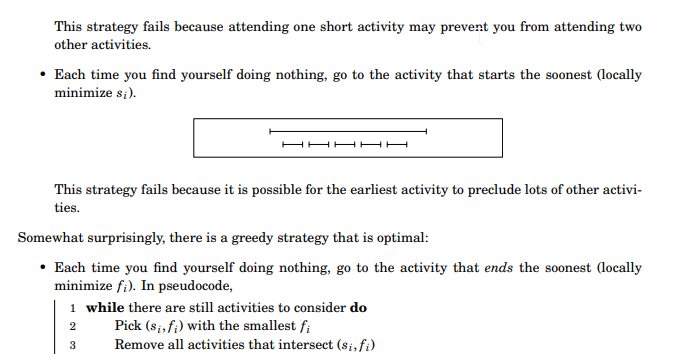 This strategy fails because attending one short activity may prevent you from attending two
other activities.
• Each time you find yourself doing nothing, go to the activity that starts the soonest (locally
minimize sᵢ).
This strategy fails because it is possible for the earliest activity to preclude lots of other activi-
ties.
Somewhat surprisingly, there is a greedy strategy that is optimal:
• Each time you find yourself doing nothing, go to the activity that ends the soonest (locally
minimize fᵢ). In pseudocode,
1 while there are still activities to consider do
2 Pick (sᵢ, fᵢ) with the smallest fᵢ
3 Remove all activities that intersect (sᵢ, fᵢ)